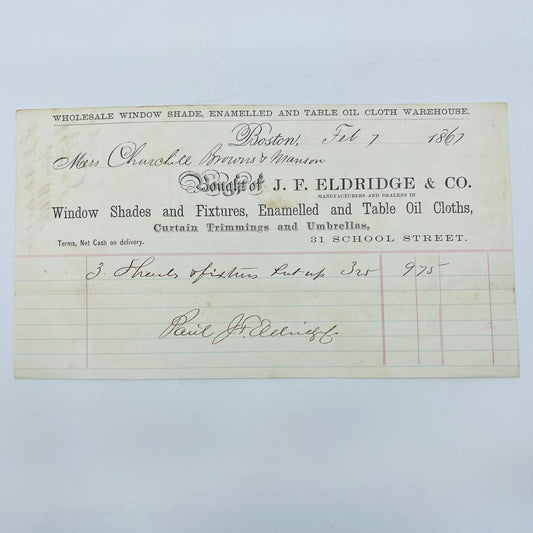 WHOLESALE WINDOW SHADE, ENAMELLED AND TABLE OIL CLOTH WAREHOUSE.
Boston, Feb 7 1867
Mess Churchill Browns & Manson
Bought of J. F. ELDRIDGE & CO.
MANUFACTURERS AND DEALERS IN
Window Shades and Fixtures, Enamelled and Table Oil Cloths,
Curtain Trimmings and Umbrellas,
Terms, Net Cash on delivery. 31 SCHOOL STREET.
3 Shades & fixtures put up 325 9 75
J. F. Eldridge